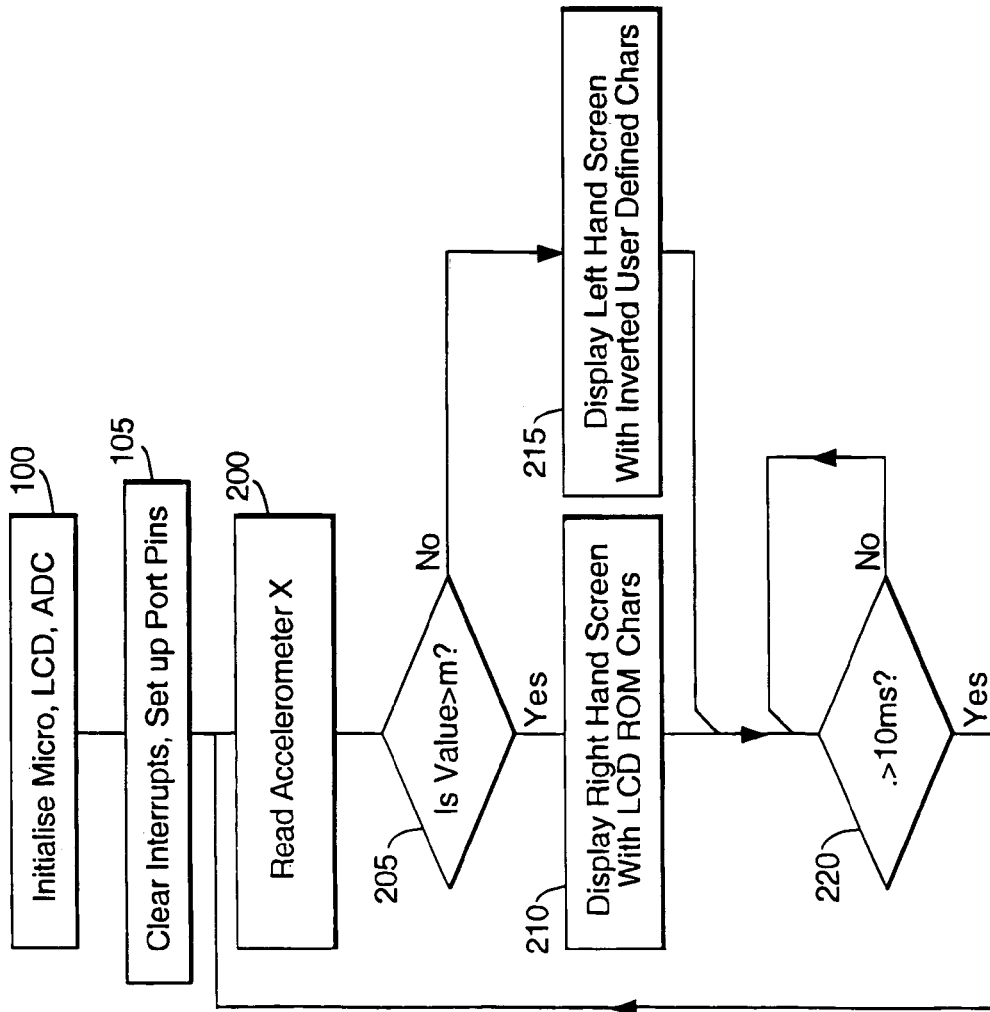 Initialise Micro, LCD, ADC
100
Clear Interrupts, Set up Port Pins
105
Read Accelerometer X
200
Is Value>m?
205
No
Yes
Display Right Hand Screen
With LCD ROM Chars
210
Display Left Hand Screen
With Inverted User Defined Chars
215
.>10ms?
220
No
Yes